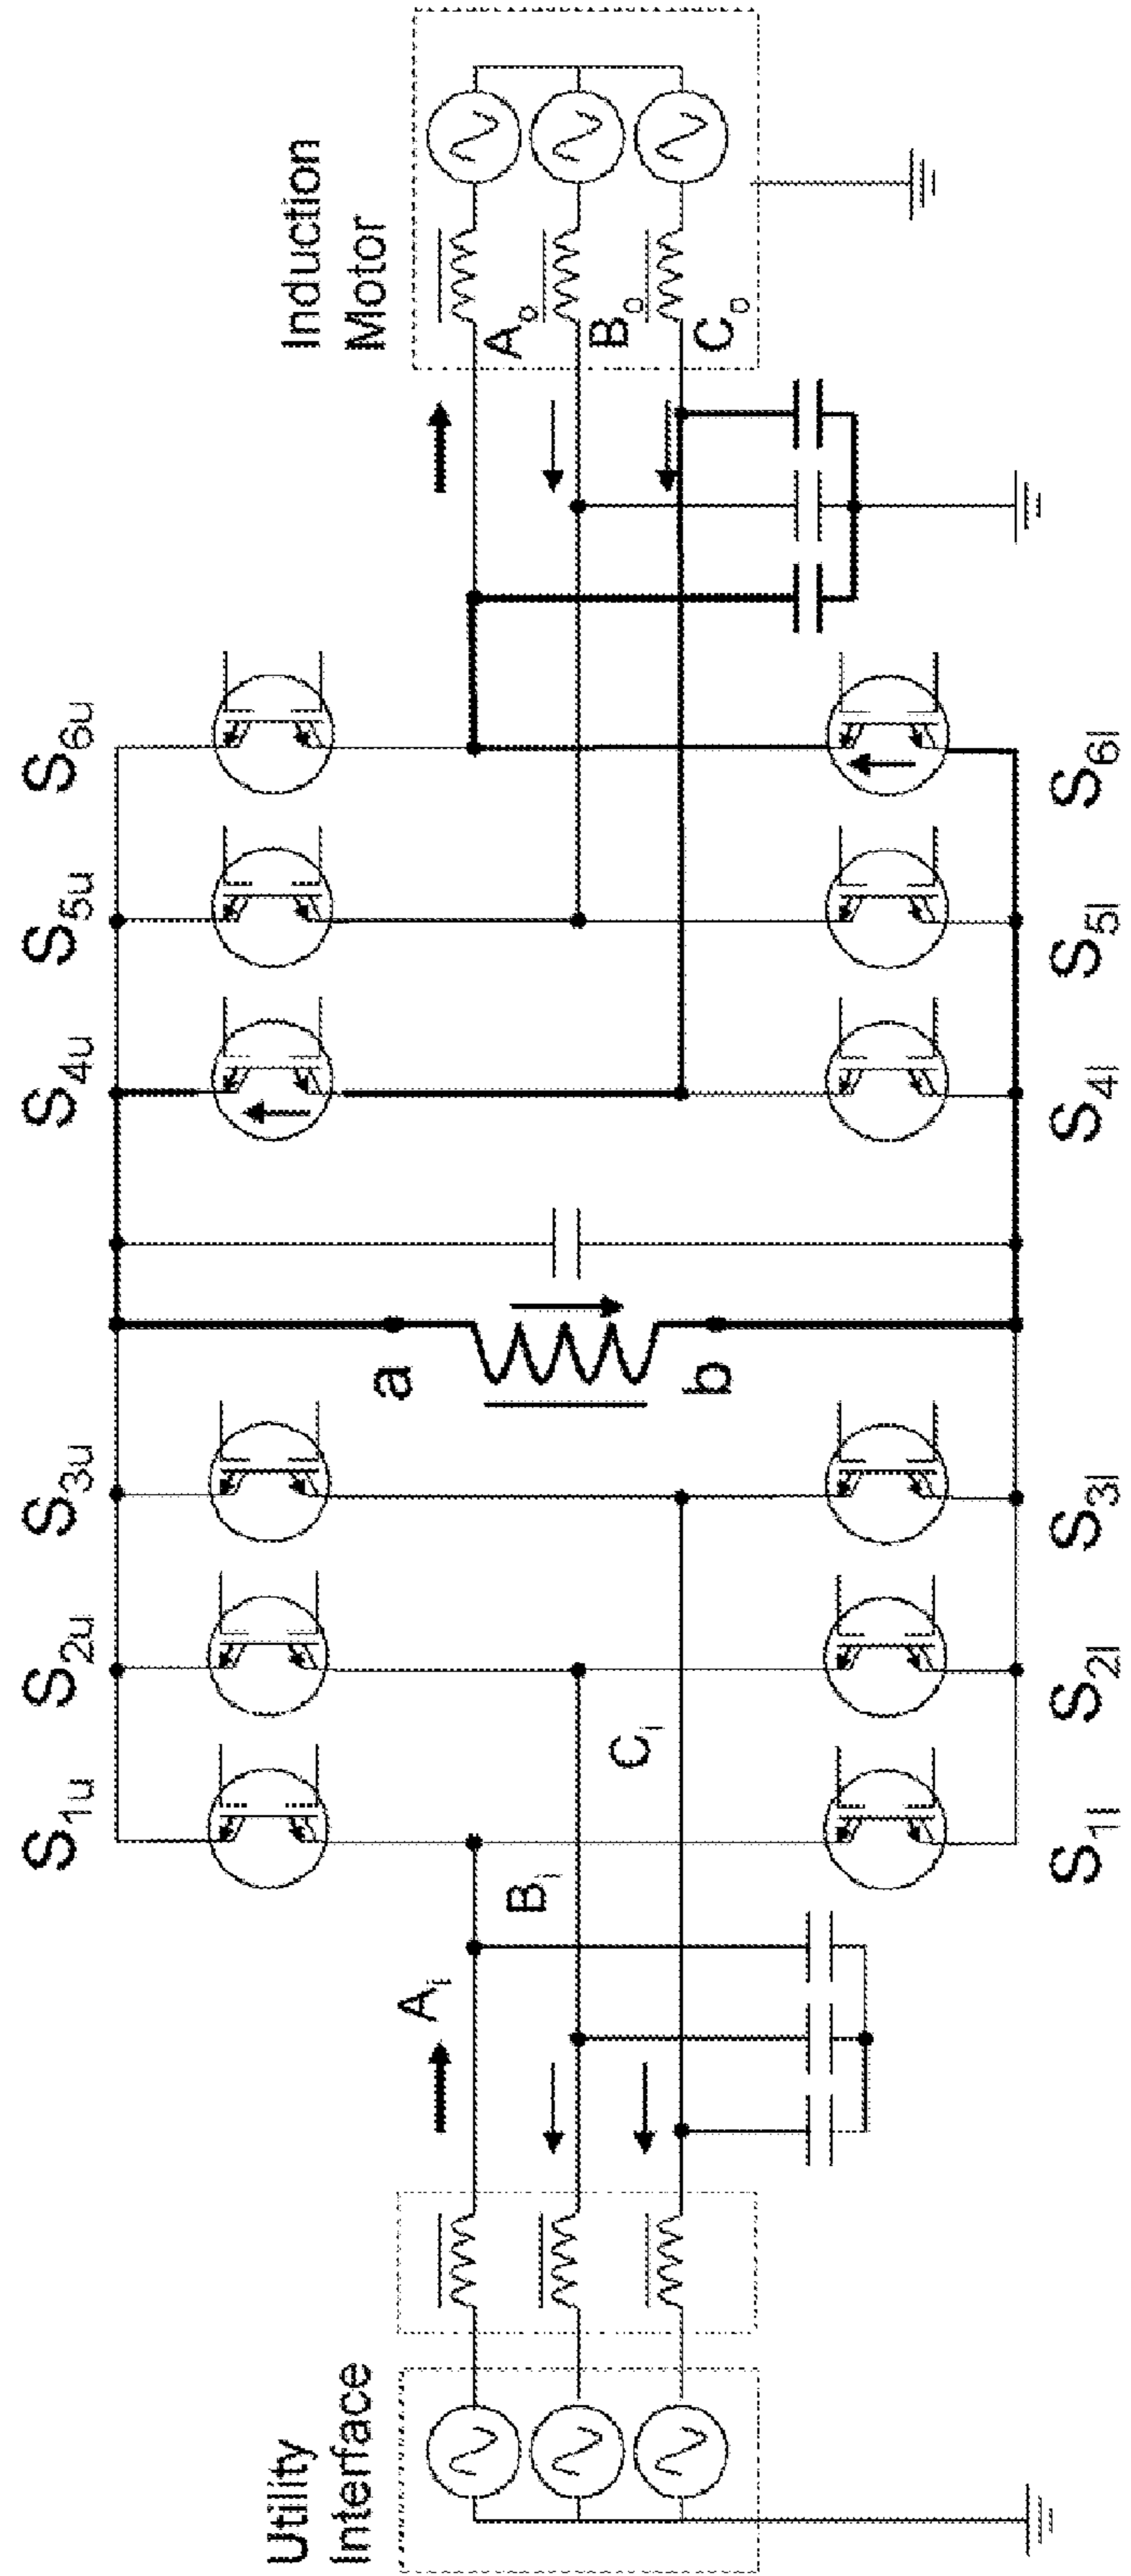 Utility
Interface
Induction
Motor
S1u
S2u
S3u
S4u
S5u
S6u
Ai
Bi
Ci
a
b
Ao
Bo
Co
S1l
S2l
S3l
S4l
S5l
S6l